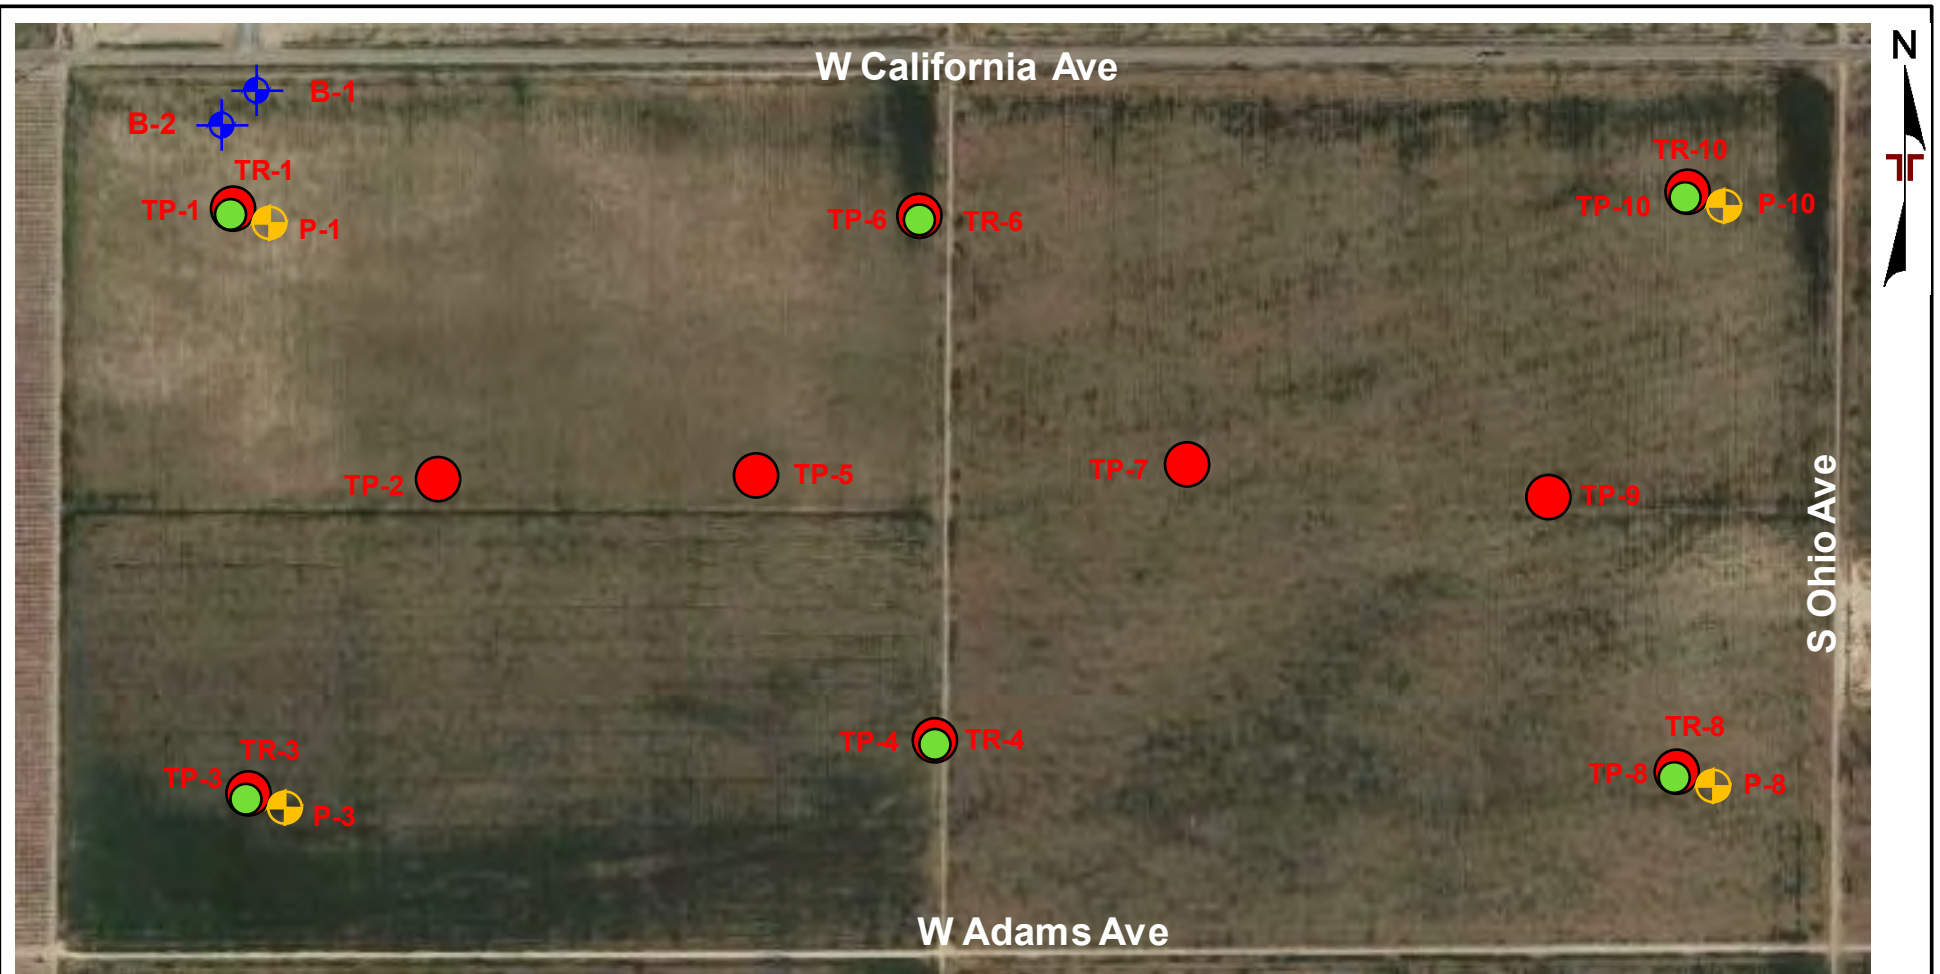 W California Ave
N
B-1
B-2
TR-1
TP-1
P-1
TP-6
TR-6
TR-10
TP-10
P-10
TP-2
TP-5
TP-7
TP-9
S Ohio Ave
TR-3
TP-3
P-3
TP-4
TR-4
TR-8
TP-8
P-8
W Adams Ave